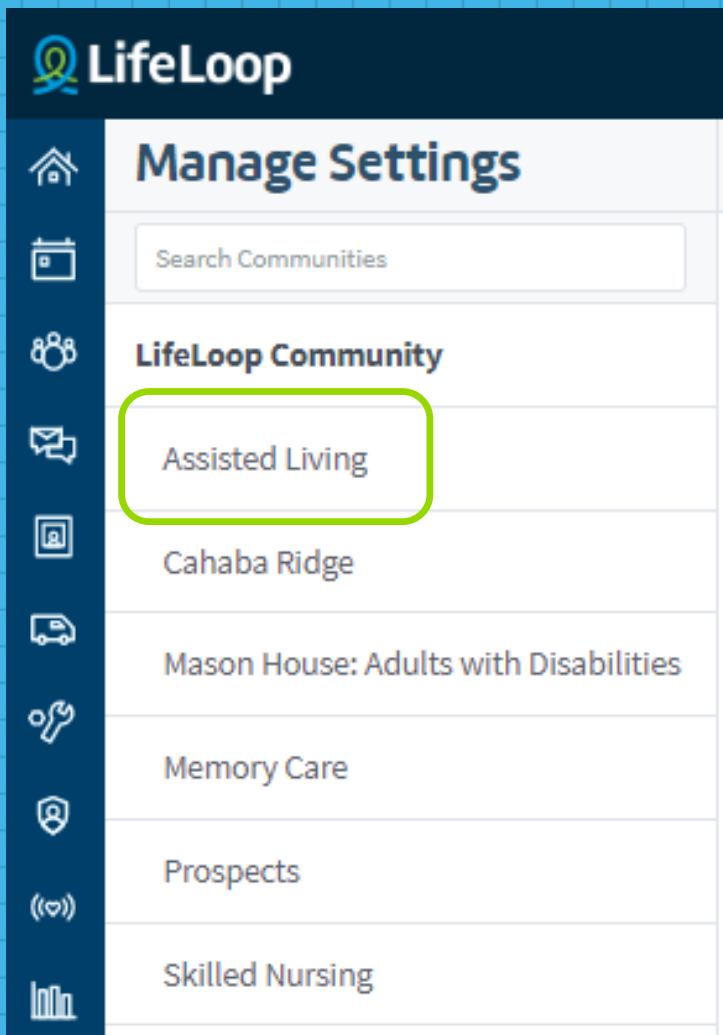 LifeLoop
Manage Settings
Search Communities
LifeLoop Community
Assisted Living
Cahaba Ridge
Mason House: Adults with Disabilities
Memory Care
Prospects
Skilled Nursing